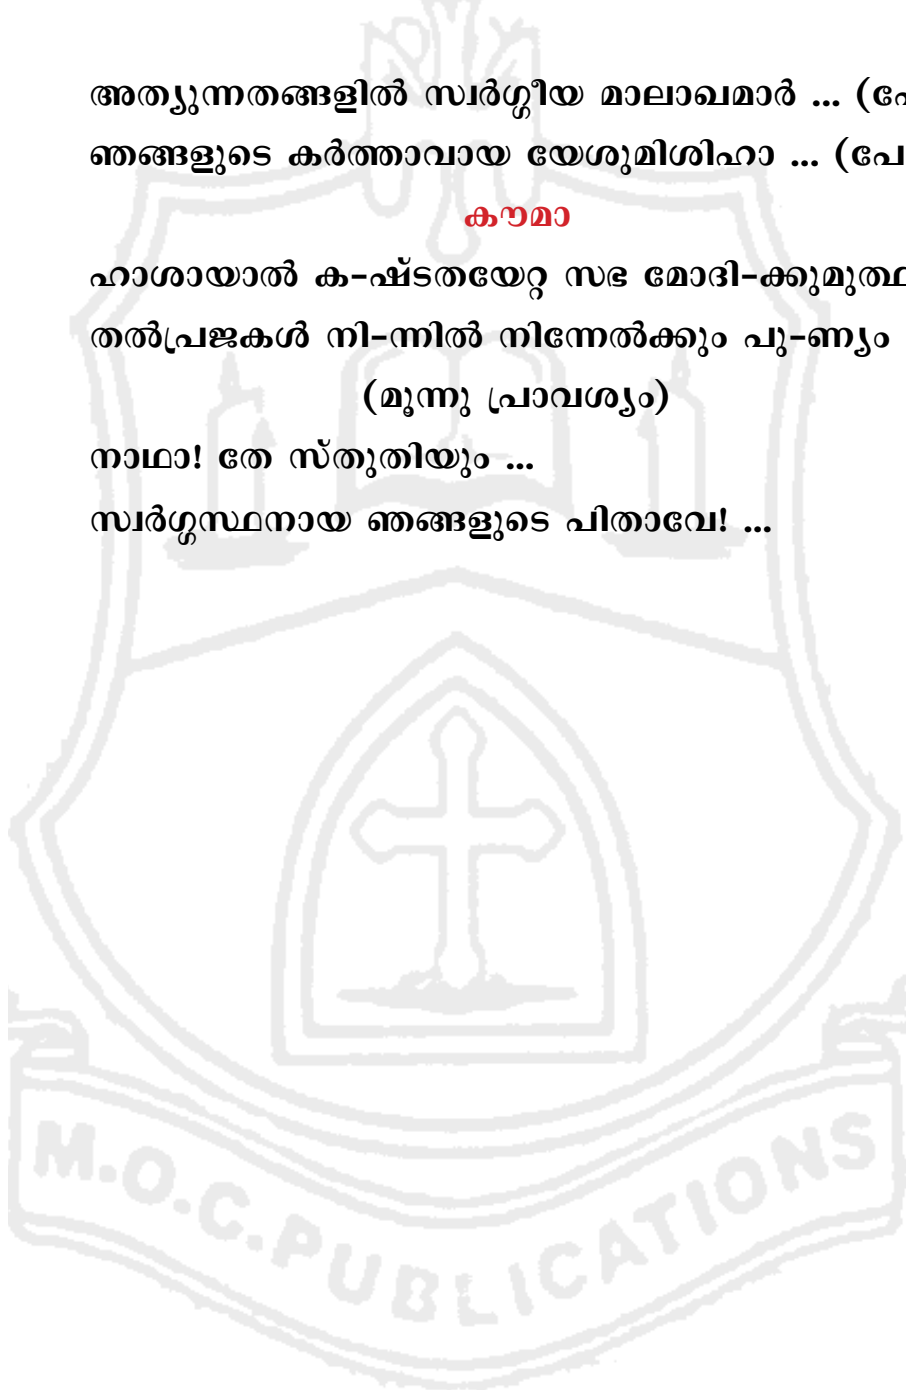 അത്യുന്നതങ്ങളിൽ സ്വർഗ്ഗീയ മാലാഖമാർ ... (പേ
ഞങ്ങളുടെ കർത്താവായ യേശുമിശിഹാ ... (പേ
കൗമാ
ഹാശായാൽ ക-ഷ്ടതയേറ്റ സഭ മോദി-ക്കുമുത്ഥ
തൽപ്രജകൾ നി-ന്നിൽ നിന്നേൽക്കും പു-ണ്യം
(മൂന്നു പ്രാവശ്യം)
നാഥാ! തേ സ്തുതിയും ...
സ്വർഗ്ഗസ്ഥനായ ഞങ്ങളുടെ പിതാവേ! ...
M.O.C.PUBLICATIONS